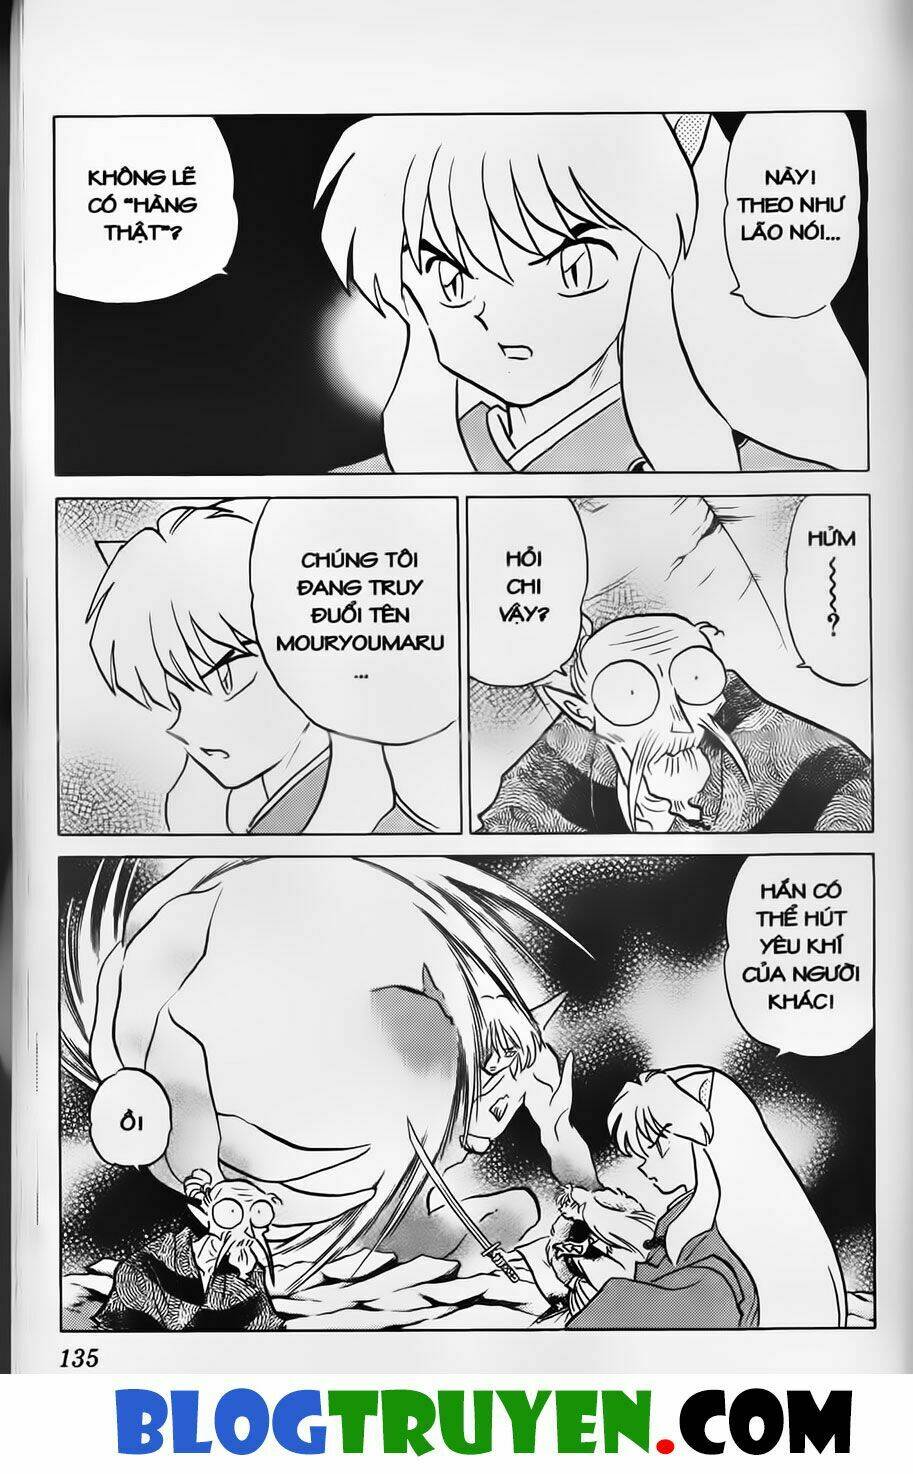 NÀY!
THEO NHƯ
LÃO NÓI...
KHÔNG LẼ
CÓ "HÀNG
THẬT"?
HỬM
?
HỎI
CHI
VẬY?
CHÚNG TÔI
ĐANG TRUY
ĐUỔI TÊN
MOURYOUMARU
...
HẮN CÓ
THỂ HÚT
YÊU KHÍ
CỦA NGƯỜI
KHÁC!
ỒI
135
BLOGTRUYEN.COM